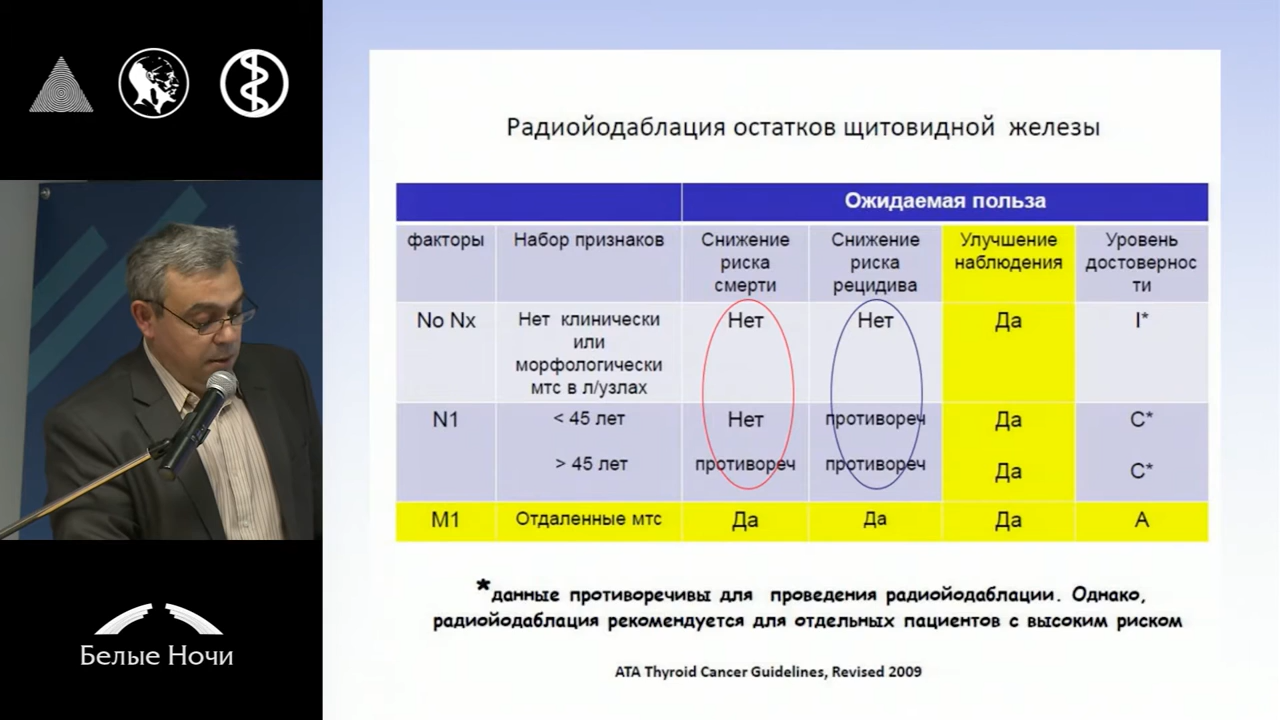 Радиойодаблация остатков щитовидной железы
Ожидаемая польза
факторы
Набор признаков
Снижение
риска
смерти
Снижение
риска
рецидива
Улучшение
наблюдения
Уровень
достовернос
ти
No Nx
Нет клинически
или
морфологически
мтс в л/узлах
Нет
Нет
Да
I*
N1
< 45 лет
Нет
противореч
Да
C*
> 45 лет
противореч
противореч
Да
C*
M1
Отдаленные мтс
Да
Да
Да
A
*данные противоречивы для проведения радиойодаблации. Однако,
радиойодаблация рекомендуется для отдельных пациентов с высоким риском
ATA Thyroid Cancer Guidelines, Revised 2009
Белые Ночи